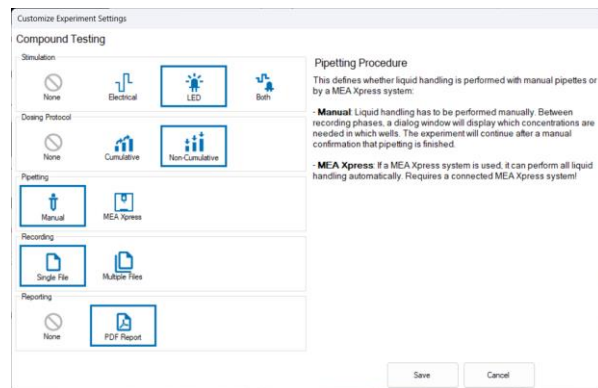 Customize Experiment Settings
Compound Testing
Stimulation
None
Electrical
LED
Both
Dosing Protocol
None
Cumulative
Non-Cumulative
Pipetting
Manual
MEA Xpress
Recording
Single File
Multiple Files
Reporting
None
PDF Report
Pipetting Procedure
This defines whether liquid handling is performed with manual pipettes or
by a MEA Xpress system:
- Manual: Liquid handling has to be performed manually. Between
recording phases, a dialog window will display which concentrations are
needed in which wells. The experiment will continue after a manual
confirmation that pipetting is finished.
- MEA Xpress: If a MEA Xpress system is used, it can perform all liquid
handling automatically. Requires a connected MEA Xpress system!
Save
Cancel